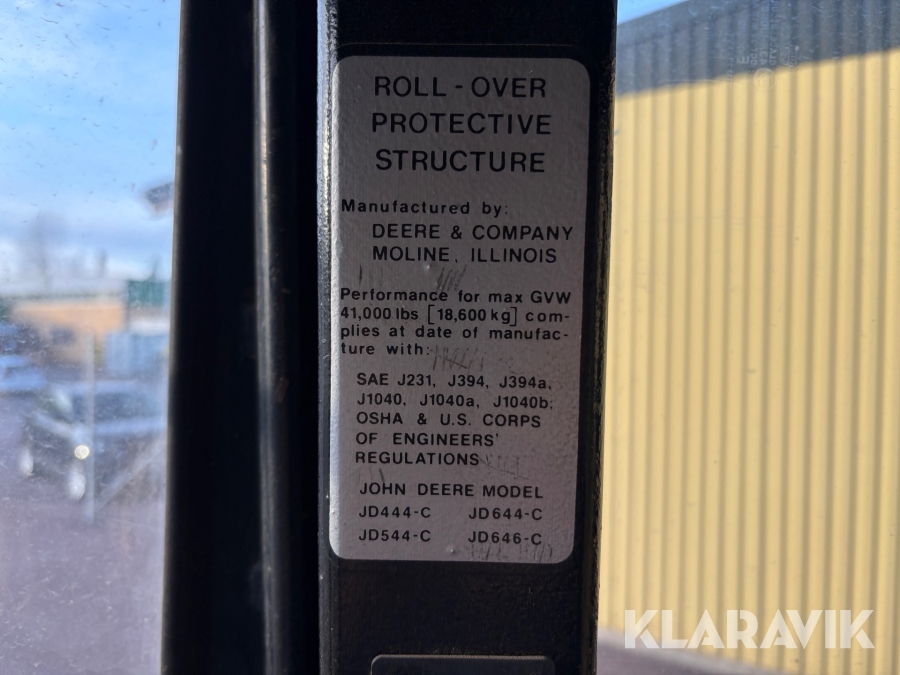 ROLL - OVER
PROTECTIVE
STRUCTURE
Manufactured by:
DEERE & COMPANY
MOLINE, ILLINOIS
Performance for max GVW
41,000 lbs [18,600 kg] com-
plies at date of manufac-
ture with:
SAE J231, J394, J394a,
J1040, J1040a, J1040b;
OSHA & U.S. CORPS
OF ENGINEERS'
REGULATIONS
JOHN DEERE MODEL
JD444-C JD644-C
JD544-C JD646-C
KLARAVIK